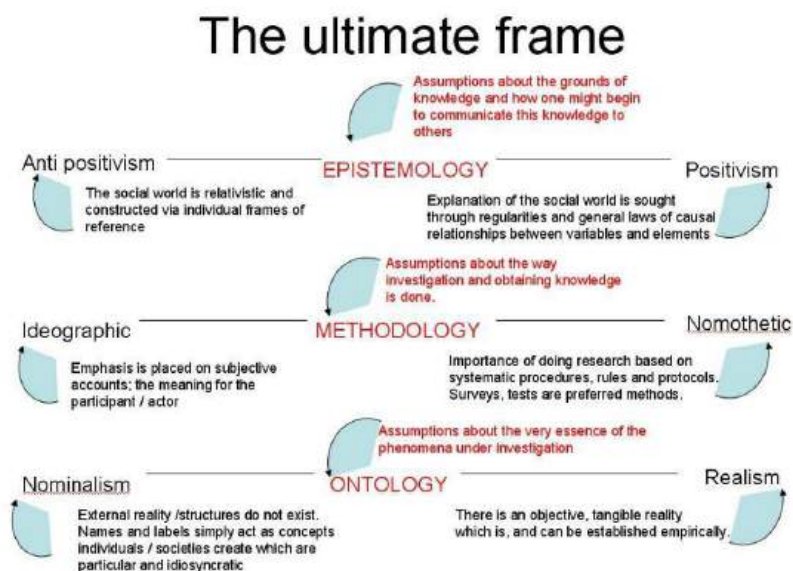 The ultimate frame
Assumptions about the grounds of
knowledge and how one might begin
to communicate this knowledge to
others
Anti positivism
EPISTEMOLOGY
Positivism
The social world is relativistic and
constructed via individual frames of
reference
Explanation of the social world is sought
through regularities and general laws of causal
relationships between variables and elements
Assumptions about the way
investigation and obtaining knowledge
is done.
Ideographic
METHODOLOGY
Nomothetic
Emphasis is placed on subjective
accounts; the meaning for the
participant / actor
Importance of doing research based on
systematic procedures, rules and protocols.
Surveys, tests are preferred methods.
Assumptions about the very essence of the
phenomena under investigation
Nominalism
ONTOLOGY
Realism
External reality /structures do not exist.
Names and labels simply act as concepts
individuals / societies create which are
particular and idiosyncratic
There is an objective, tangible reality
which is, and can be established empirically.